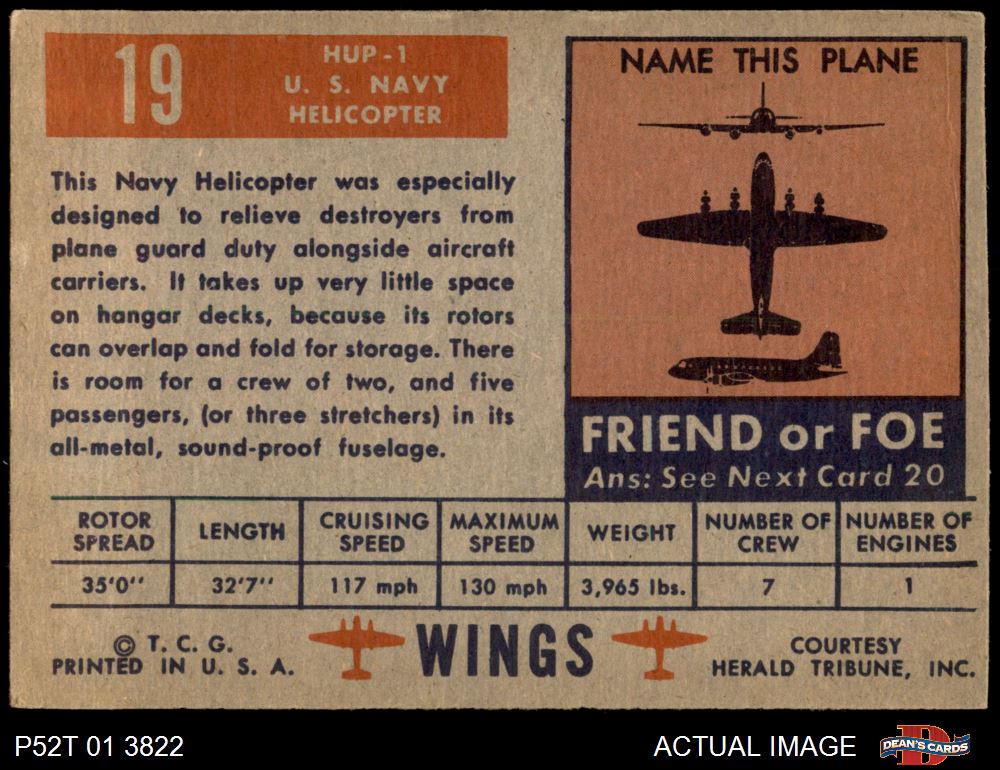 19
HUP-1
U. S. NAVY
HELICOPTER
This Navy Helicopter was especially
designed to relieve destroyers from
plane guard duty alongside aircraft
carriers. It takes up very little space
on hangar decks, because its rotors
can overlap and fold for storage. There
is room for a crew of two, and five
passengers, (or three stretchers) in its
all-metal, sound-proof fuselage.
NAME THIS PLANE
FRIEND or FOE
Ans: See Next Card 20
ROTOR SPREAD LENGTH CRUISING SPEED MAXIMUM SPEED WEIGHT NUMBER OF CREW NUMBER OF ENGINES
35'0'' 32'7'' 117 mph 130 mph 3,965 lbs. 7 1
© T. C. G.
PRINTED IN U. S. A.
WINGS
COURTESY
HERALD TRIBUNE, INC.
P52T 01 3822
ACTUAL IMAGE
D
DEAN'S CARDS